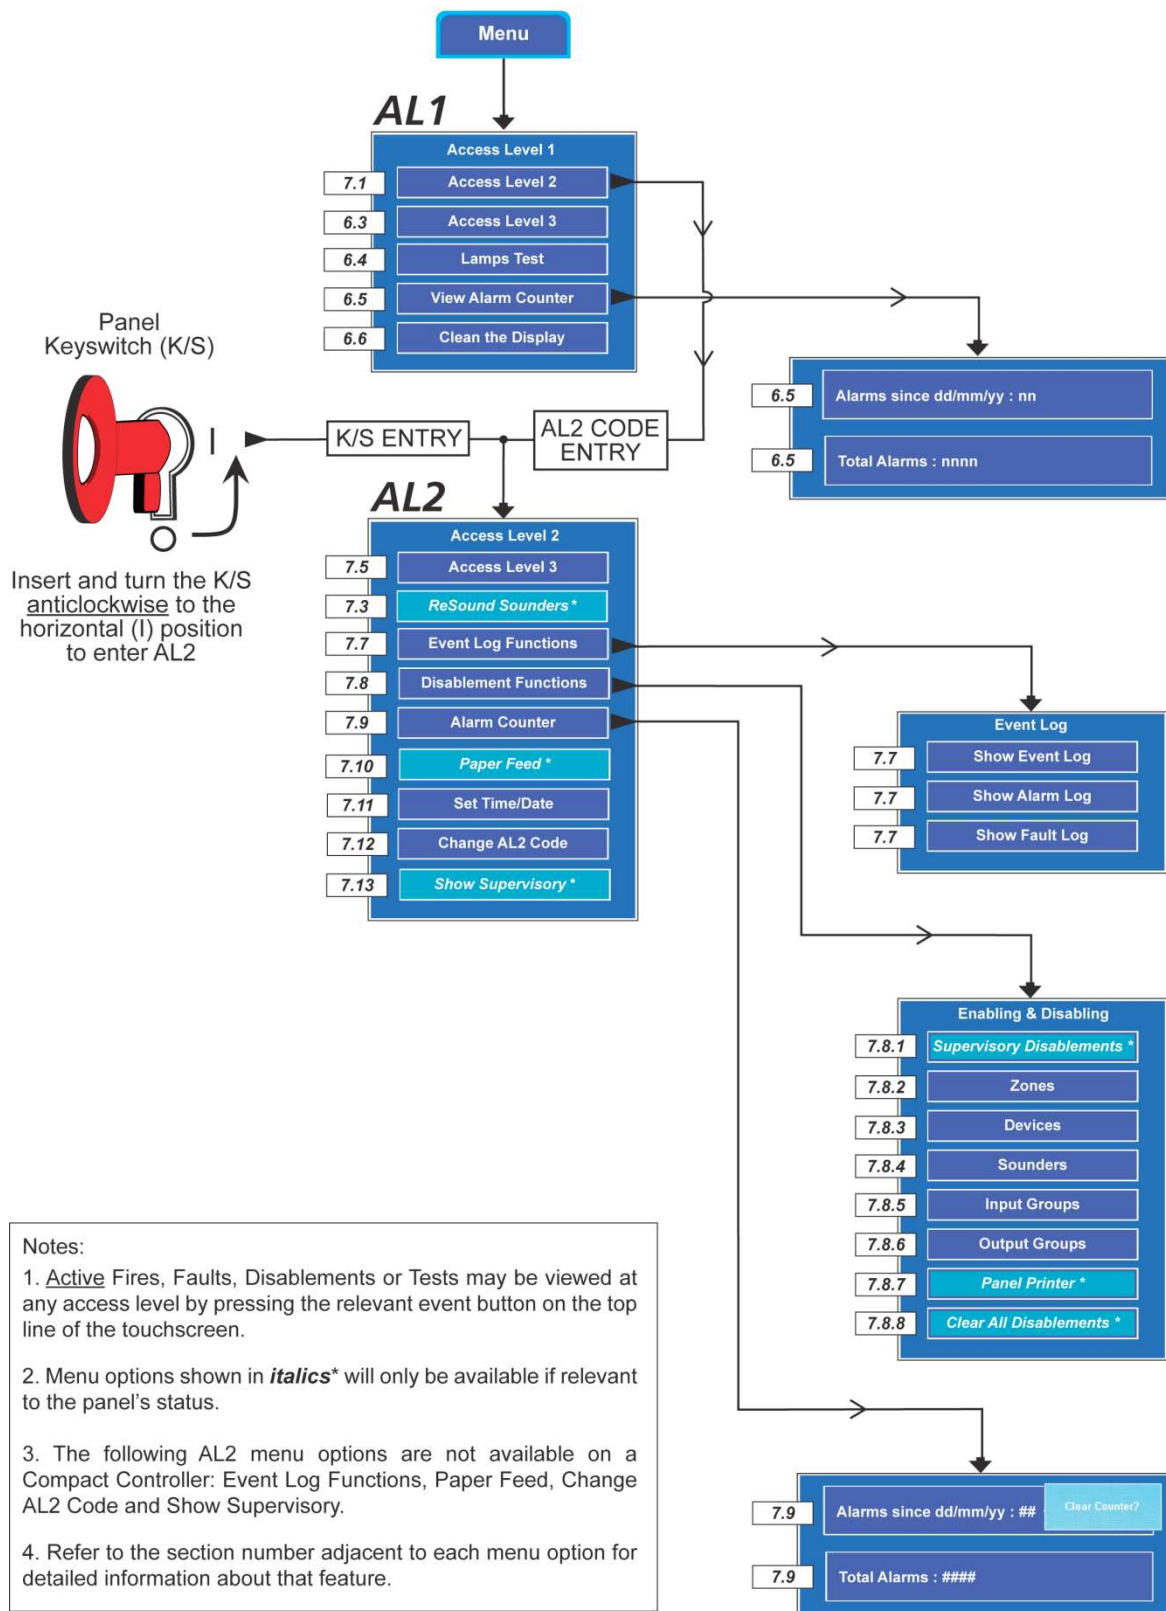 Menu
AL1
Access Level 1
7.1 Access Level 2
6.3 Access Level 3
6.4 Lamps Test
6.5 View Alarm Counter
6.6 Clean the Display
Panel
Keyswitch (K/S)
I
K/S ENTRY
AL2 CODE
ENTRY
Insert and turn the K/S
anticlockwise to the
horizontal (I) position
to enter AL2
6.5 Alarms since dd/mm/yy : nn
6.5 Total Alarms : nnnn
AL2
Access Level 2
7.5 Access Level 3
7.3 ReSound Sounders *
7.7 Event Log Functions
7.8 Disablement Functions
7.9 Alarm Counter
7.10 Paper Feed *
7.11 Set Time/Date
7.12 Change AL2 Code
7.13 Show Supervisory *
Event Log
7.7 Show Event Log
7.7 Show Alarm Log
7.7 Show Fault Log
Enabling & Disabling
7.8.1 Supervisory Disablements *
7.8.2 Zones
7.8.3 Devices
7.8.4 Sounders
7.8.5 Input Groups
7.8.6 Output Groups
7.8.7 Panel Printer *
7.8.8 Clear All Disablements *
7.9 Alarms since dd/mm/yy : ## Clear Counter?
7.9 Total Alarms : ####
Notes:
1. Active Fires, Faults, Disablements or Tests may be viewed at
any access level by pressing the relevant event button on the top
line of the touchscreen.
2. Menu options shown in italics* will only be available if relevant
to the panel's status.
3. The following AL2 menu options are not available on a
Compact Controller: Event Log Functions, Paper Feed, Change
AL2 Code and Show Supervisory.
4. Refer to the section number adjacent to each menu option for
detailed information about that feature.